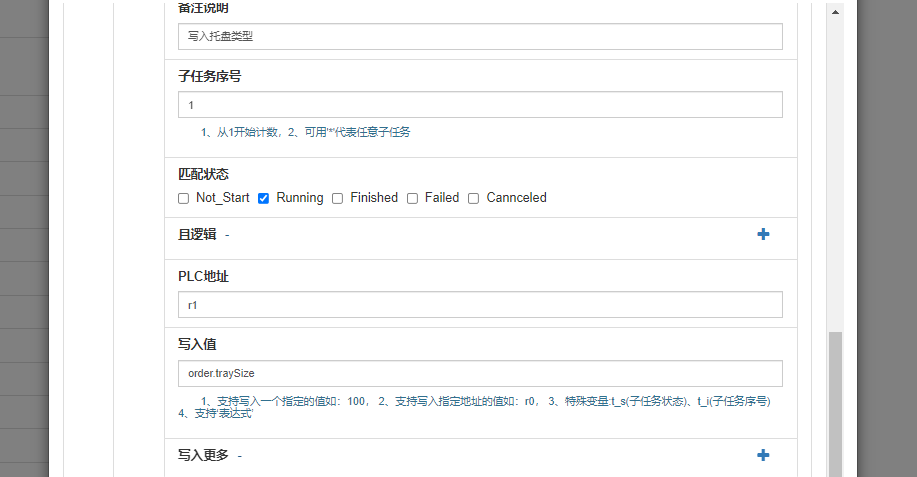 备注说明
写入托盘类型
子任务序号
1
1、从1开始计数，2、可用'*'代表任意子任务
匹配状态
Not_Start Running Finished Failed Cannceled
且逻辑 -
PLC地址
r1
写入值
order.traySize
1、支持写入一个指定的值如：100， 2、支持写入指定地址的值如：r0， 3、特殊变量:t_s(子任务状态)、t_i(子任务序号)
4、支持'表达式'
写入更多 -